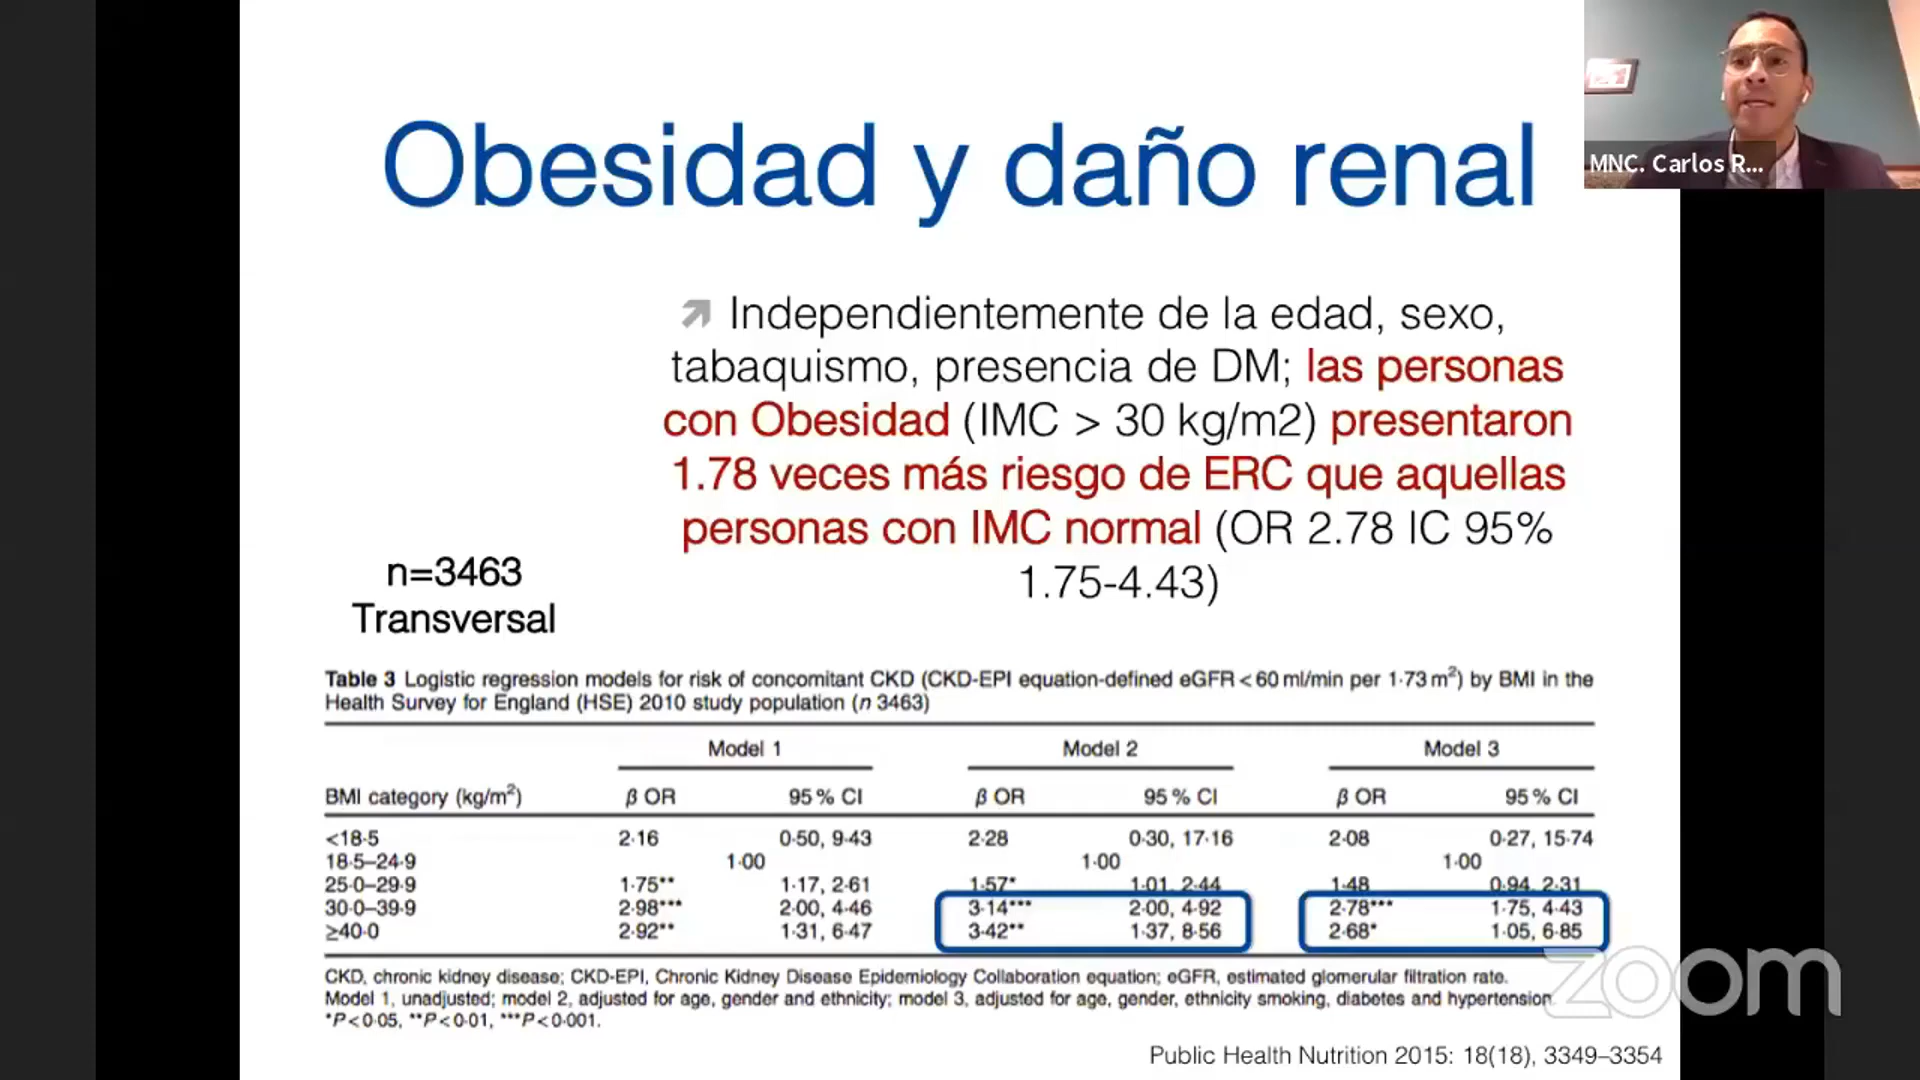 Obesidad y daño renal
MNC. Carlos R...
Independientemente de la edad, sexo,
tabaquismo, presencia de DM; las personas
con Obesidad (IMC > 30 kg/m2) presentaron
1.78 veces más riesgo de ERC que aquellas
personas con IMC normal (OR 2.78 IC 95%
1.75-4.43)
n=3463
Transversal
Table 3 Logistic regression models for risk of concomitant CKD (CKD-EPI equation-defined eGFR < 60 ml/min per 1·73 m²) by BMI in the
Health Survey for England (HSE) 2010 study population (n 3463)
Model 1 Model 2 Model 3
BMI category (kg/m²) β OR 95 % CI β OR 95 % CI β OR 95 % CI
<18·5 2·16 0·50, 9·43 2·28 0·30, 17·16 2·08 0·27, 15·74
18·5–24·9 1·00 1·00 1·00
25·0–29·9 1·75** 1·17, 2·61 1·57* 1·01, 2·44 1·48 0·94, 2·31
30·0–39·9 2·98*** 2·00, 4·46 3·14*** 2·00, 4·92 2·78*** 1·75, 4·43
≥40·0 2·92** 1·31, 6·47 3·42** 1·37, 8·56 2·68* 1·05, 6·85
CKD, chronic kidney disease; CKD-EPI, Chronic Kidney Disease Epidemiology Collaboration equation; eGFR, estimated glomerular filtration rate.
Model 1, unadjusted; model 2, adjusted for age, gender and ethnicity; model 3, adjusted for age, gender, ethnicity smoking, diabetes and hypertension.
*P < 0·05, **P < 0·01, ***P < 0·001.
zoom
Public Health Nutrition 2015: 18(18), 3349–3354